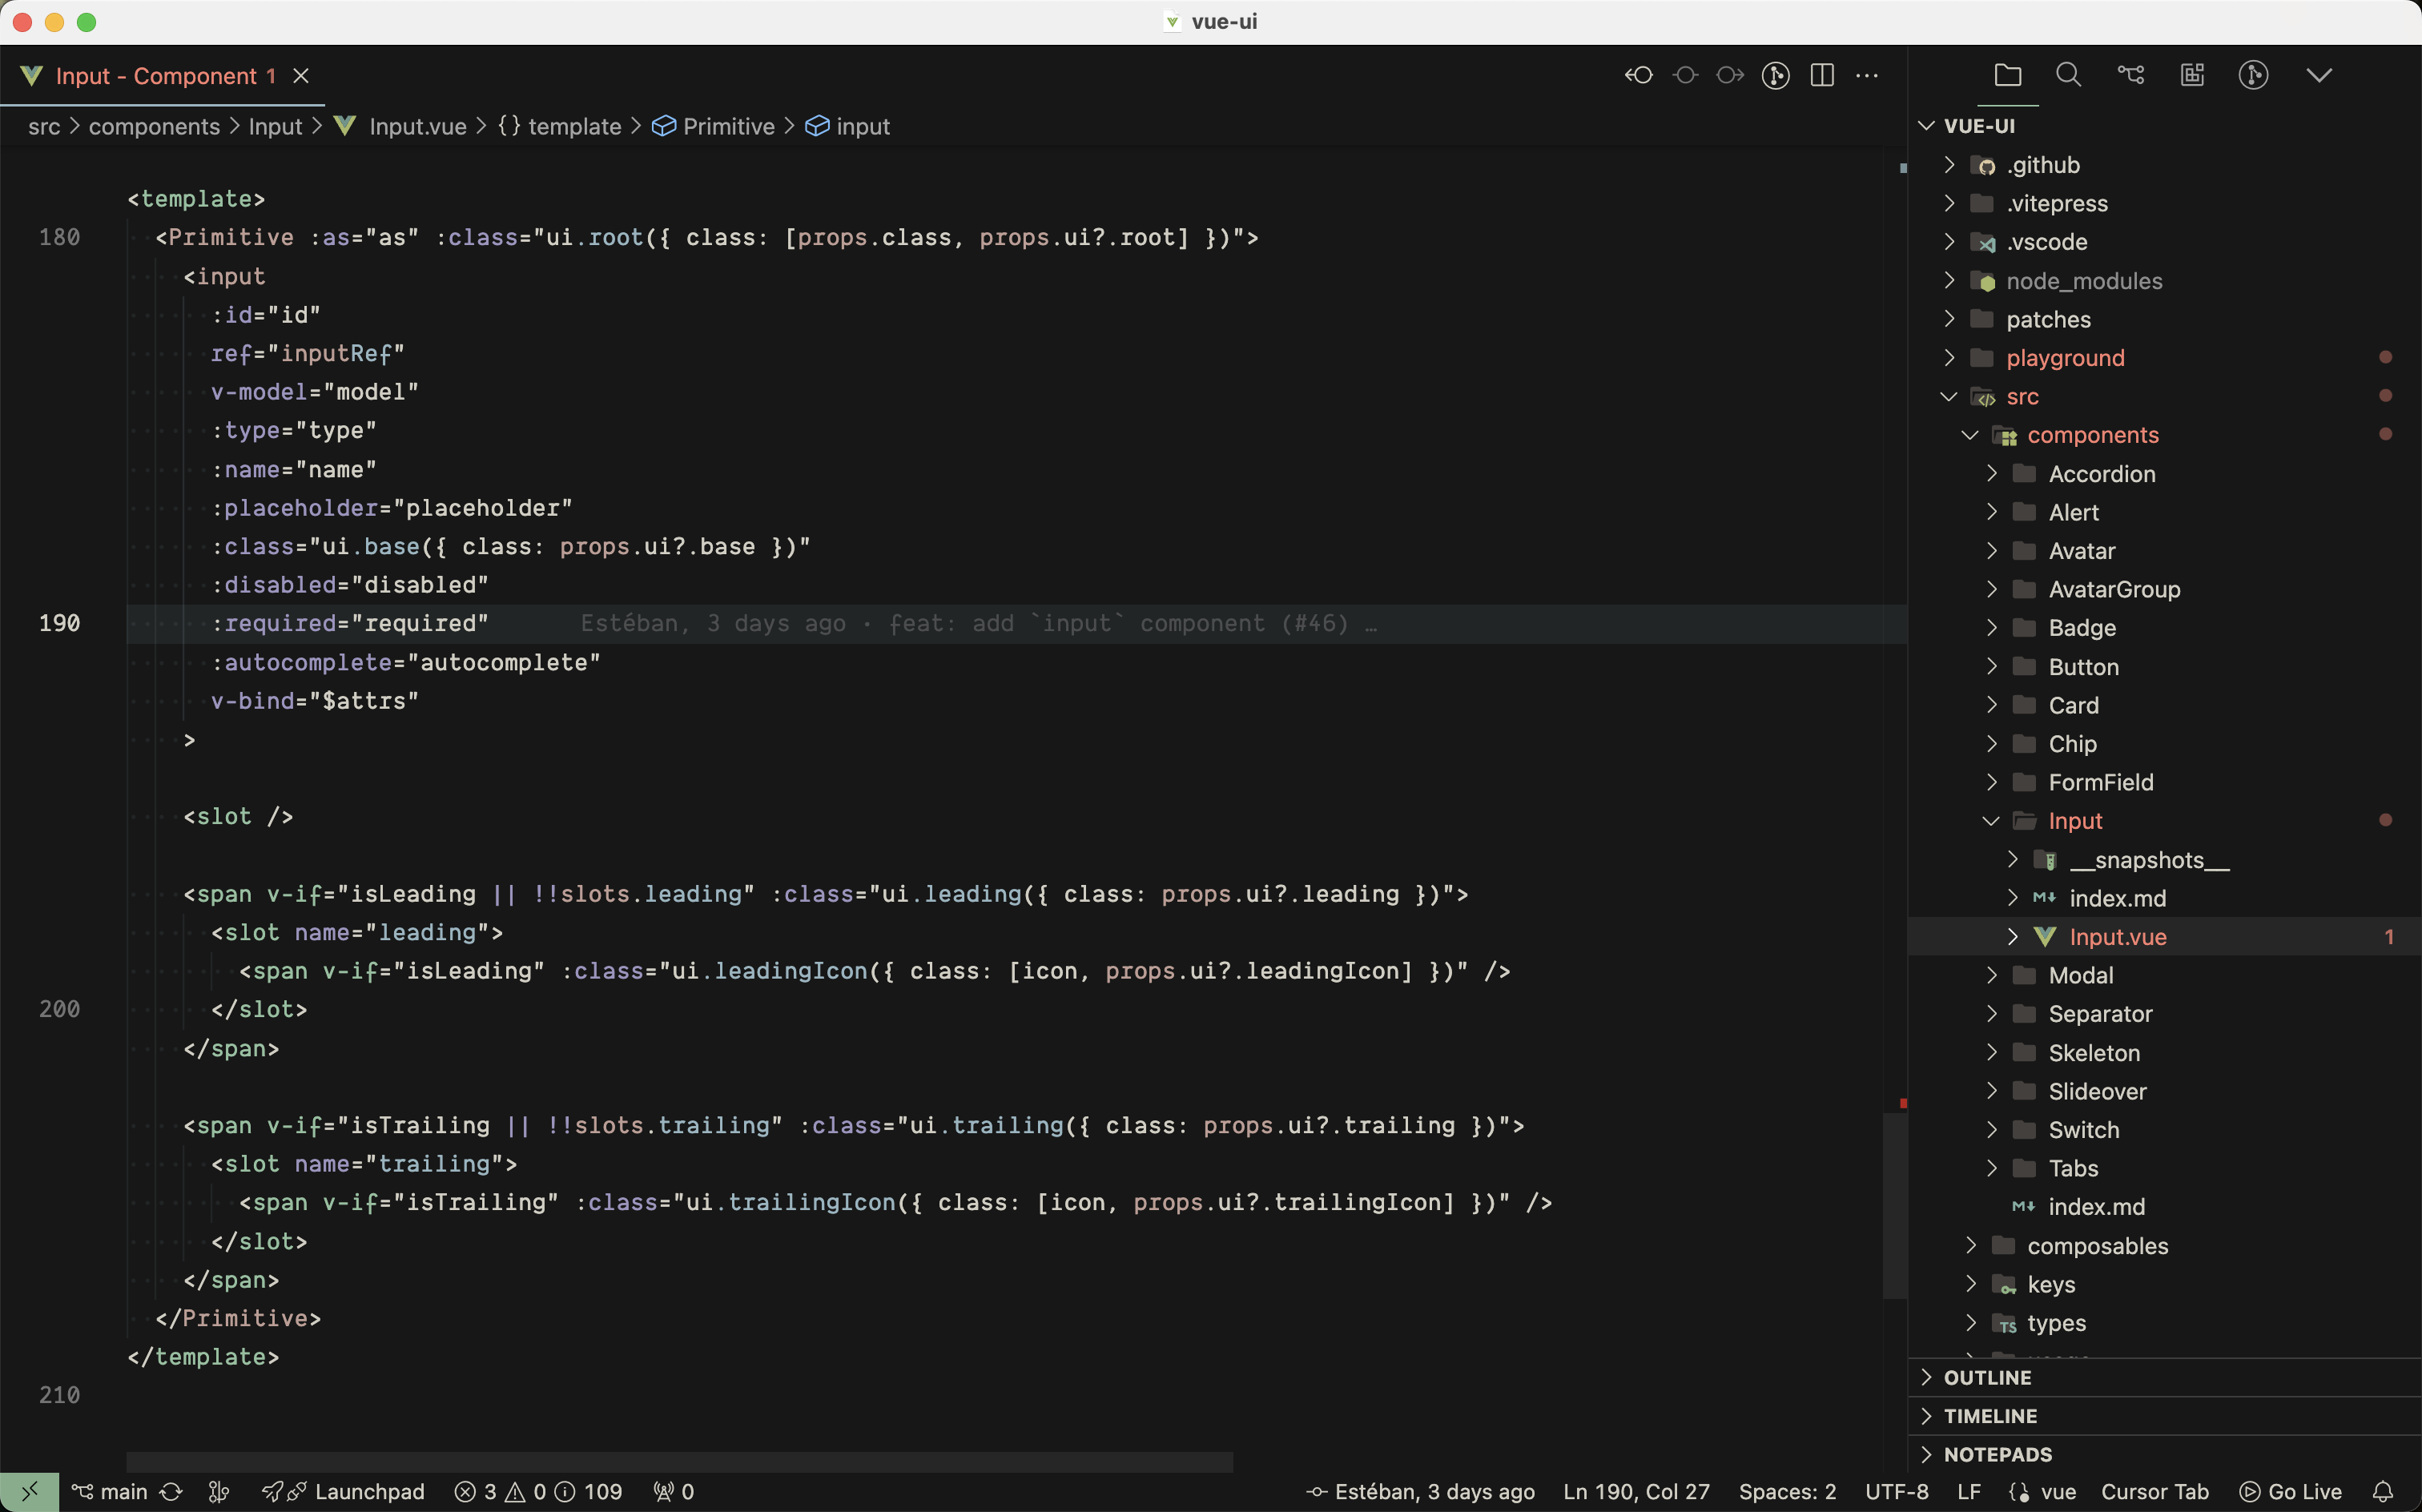 vue-ui
Input - Component 1
src > components > Input > Input.vue > {} template > Primitive > input
<template>
180 <Primitive :as="as" :class="ui.root({ class: [props.class, props.ui?.root] })">
<input
:id="id"
ref="inputRef"
v-model="model"
:type="type"
:name="name"
:placeholder="placeholder"
:class="ui.base({ class: props.ui?.base })"
:disabled="disabled"
190 :required="required" Estéban, 3 days ago · feat: add `input` component (#46) …
:autocomplete="autocomplete"
v-bind="$attrs"
>
<slot />
<span v-if="isLeading || !!slots.leading" :class="ui.leading({ class: props.ui?.leading })">
<slot name="leading">
<span v-if="isLeading" :class="ui.leadingIcon({ class: [icon, props.ui?.leadingIcon] })" />
200 </slot>
</span>
<span v-if="isTrailing || !!slots.trailing" :class="ui.trailing({ class: props.ui?.trailing })">
<slot name="trailing">
<span v-if="isTrailing" :class="ui.trailingIcon({ class: [icon, props.ui?.trailingIcon] })" />
</slot>
</span>
</Primitive>
</template>
210
VUE-UI
.github
.vitepress
.vscode
node_modules
patches
playground
src
components
Accordion
Alert
Avatar
AvatarGroup
Badge
Button
Card
Chip
FormField
Input
__snapshots__
index.md
Input.vue 1
Modal
Separator
Skeleton
Slideover
Switch
Tabs
index.md
composables
keys
types
OUTLINE
TIMELINE
NOTEPADS
main Launchpad 3 0 109 0 Estéban, 3 days ago Ln 190, Col 27 Spaces: 2 UTF-8 LF {} vue Cursor Tab Go Live